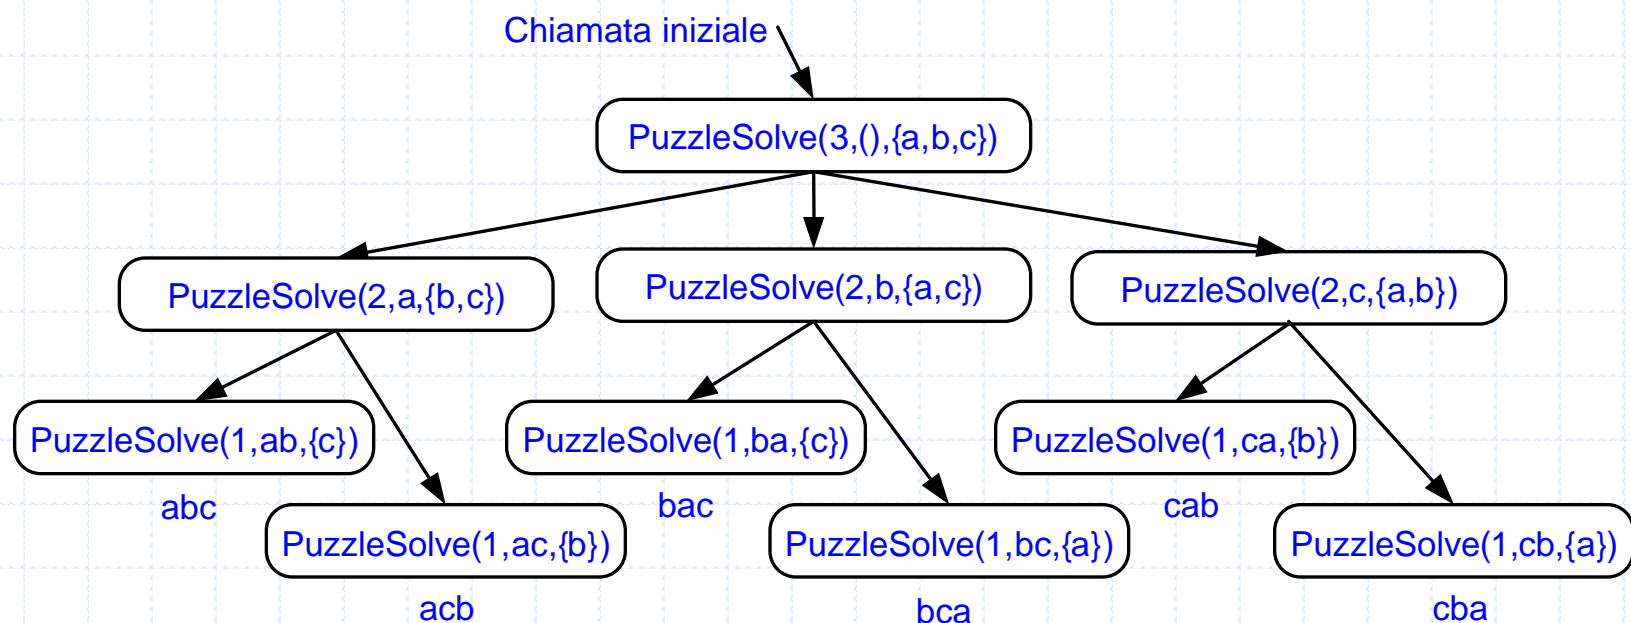 Chiamata iniziale
PuzzleSolve(3,(),{a,b,c})
PuzzleSolve(2,a,{b,c})
PuzzleSolve(2,b,{a,c})
PuzzleSolve(2,c,{a,b})
PuzzleSolve(1,ab,{c})
PuzzleSolve(1,ba,{c})
PuzzleSolve(1,ca,{b})
abc
bac
cab
PuzzleSolve(1,ac,{b})
PuzzleSolve(1,bc,{a})
PuzzleSolve(1,cb,{a})
acb
bca
cba